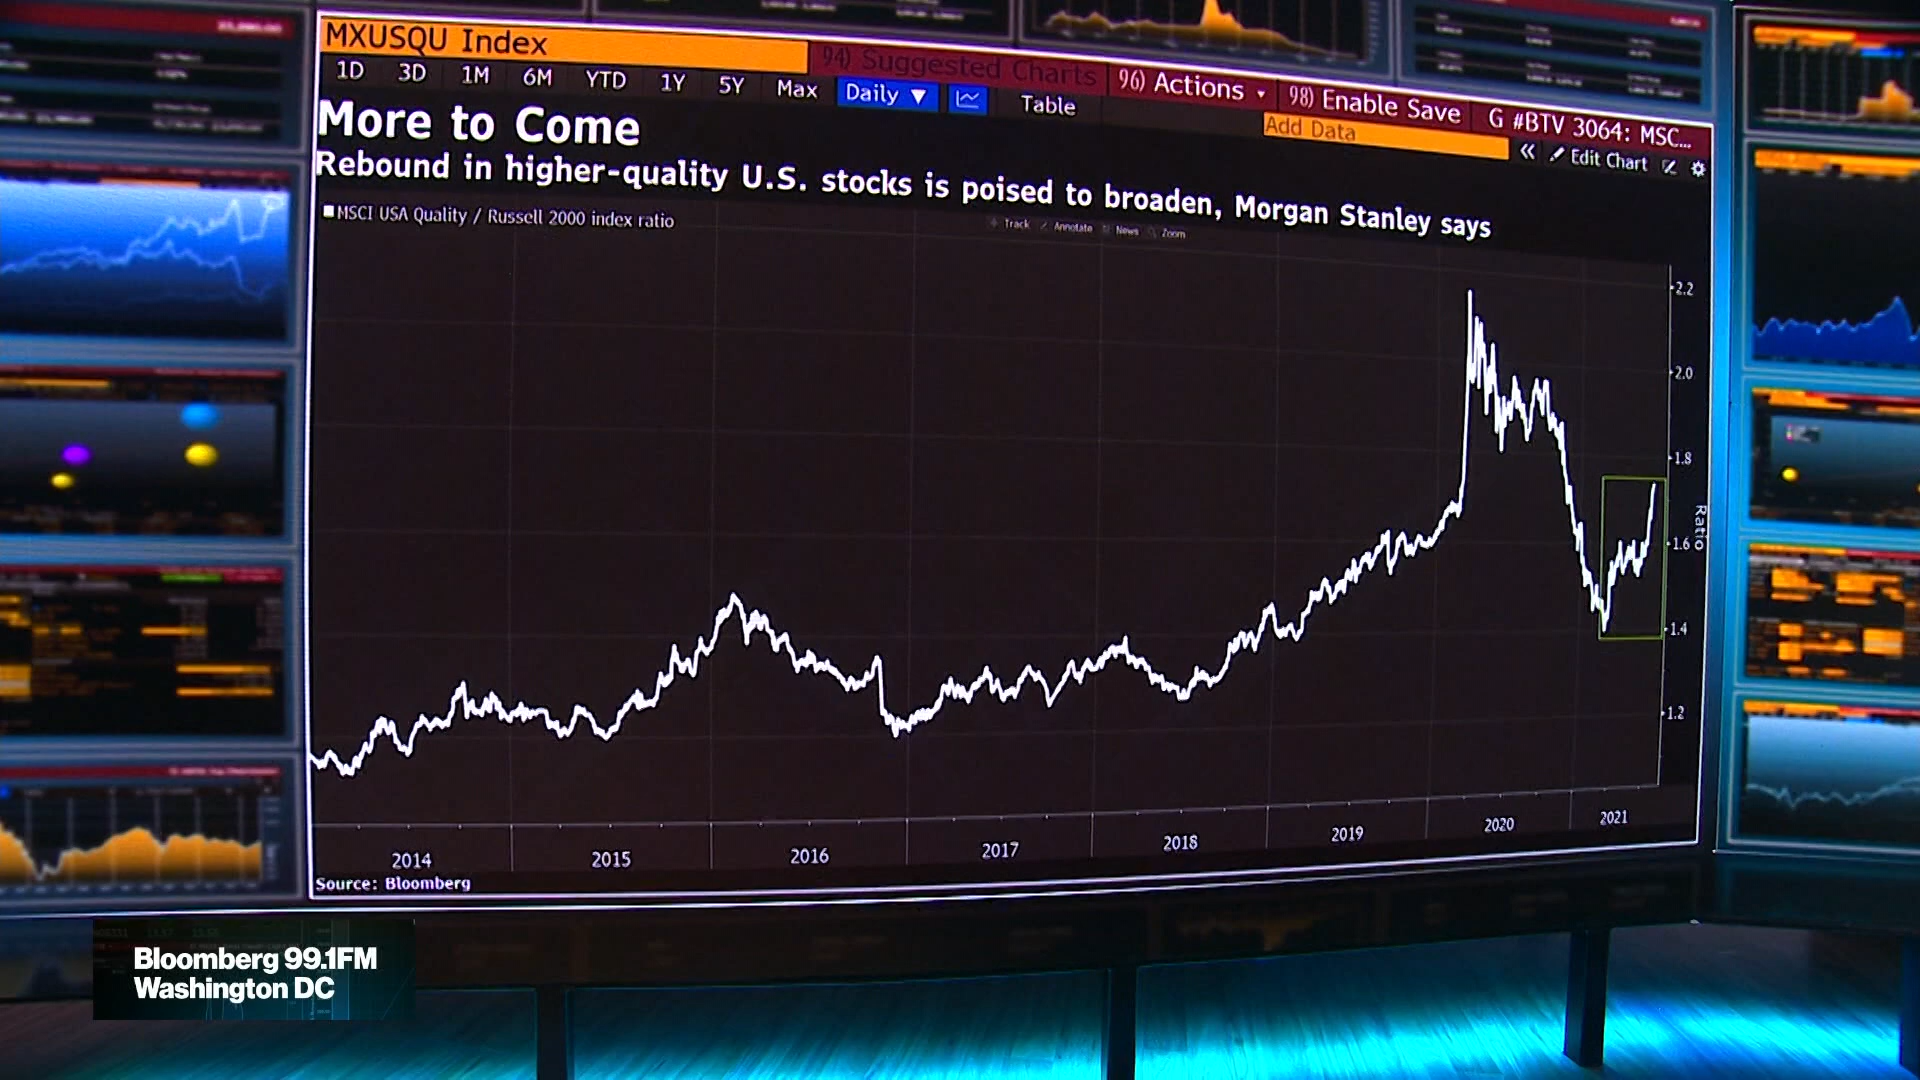 MXUSQU Index
94) Suggested Charts
96) Actions
98) Enable Save
G #BTV 3064: MSC...
1D 3D 1M 6M YTD 1Y 5Y Max Daily ▼ Table
Add Data
« Edit Chart
More to Come
Rebound in higher-quality U.S. stocks is poised to broaden, Morgan Stanley says
MSCI USA Quality / Russell 2000 index ratio
Track Annotate News Zoom
2.2
2.0
1.8
1.6
1.4
1.2
Ratio
2014 2015 2016 2017 2018 2019 2020 2021
Source: Bloomberg
Bloomberg 99.1FM
Washington DC